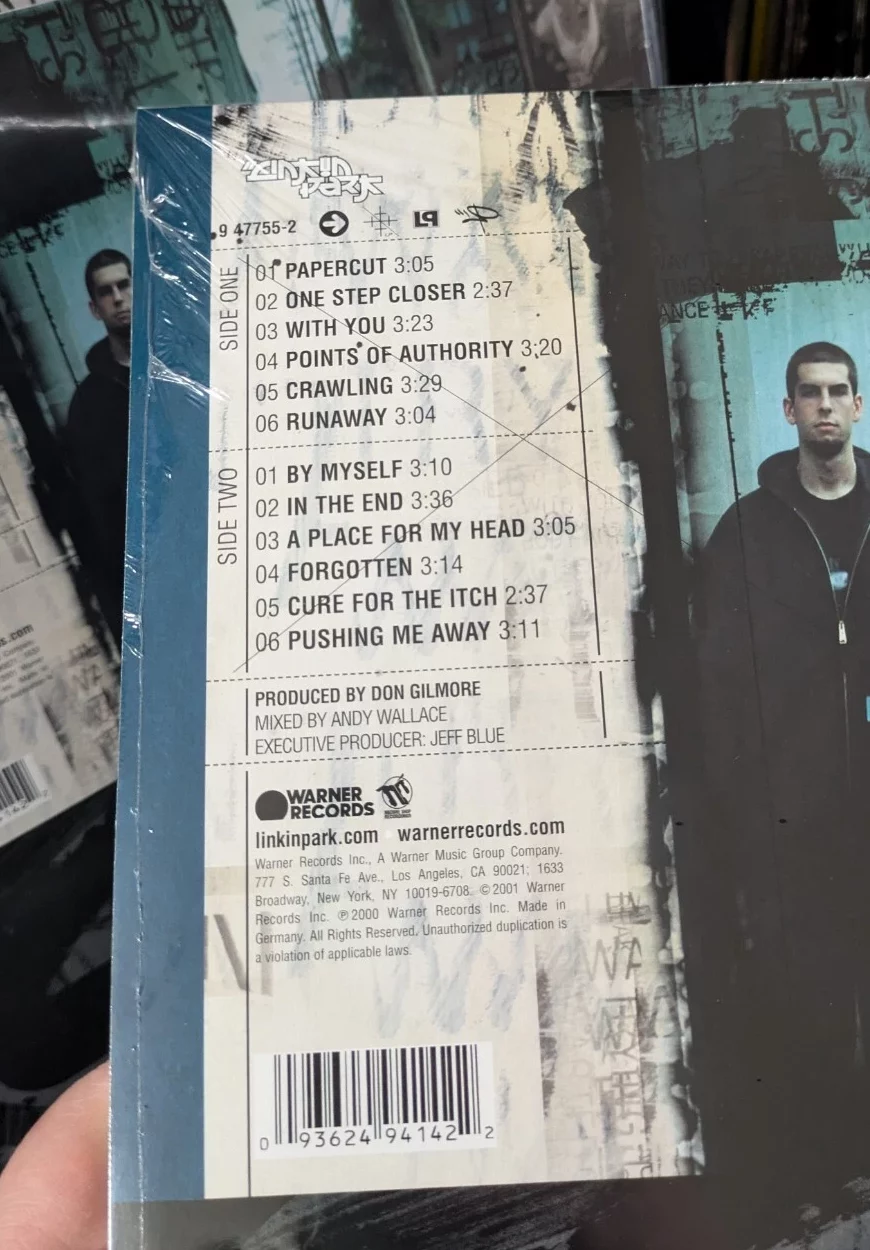 LINKIN PARK
9 47755-2
SIDE ONE
01 PAPERCUT 3:05
02 ONE STEP CLOSER 2:37
03 WITH YOU 3:23
04 POINTS OF AUTHORITY 3:20
05 CRAWLING 3:29
06 RUNAWAY 3:04
SIDE TWO
01 BY MYSELF 3:10
02 IN THE END 3:36
03 A PLACE FOR MY HEAD 3:05
04 FORGOTTEN 3:14
05 CURE FOR THE ITCH 2:37
06 PUSHING ME AWAY 3:11
PRODUCED BY DON GILMORE
MIXED BY ANDY WALLACE
EXECUTIVE PRODUCER: JEFF BLUE
WARNER
RECORDS
linkinpark.com warnerrecords.com
Warner Records Inc., A Warner Music Group Company.
777 S. Santa Fe Ave., Los Angeles, CA 90021; 1633
Broadway, New York, NY 10019-6708. ©2001 Warner
Records Inc. ℗2000 Warner Records Inc. Made in
Germany. All Rights Reserved. Unauthorized duplication is
a violation of applicable laws.
0 93624 94142 2